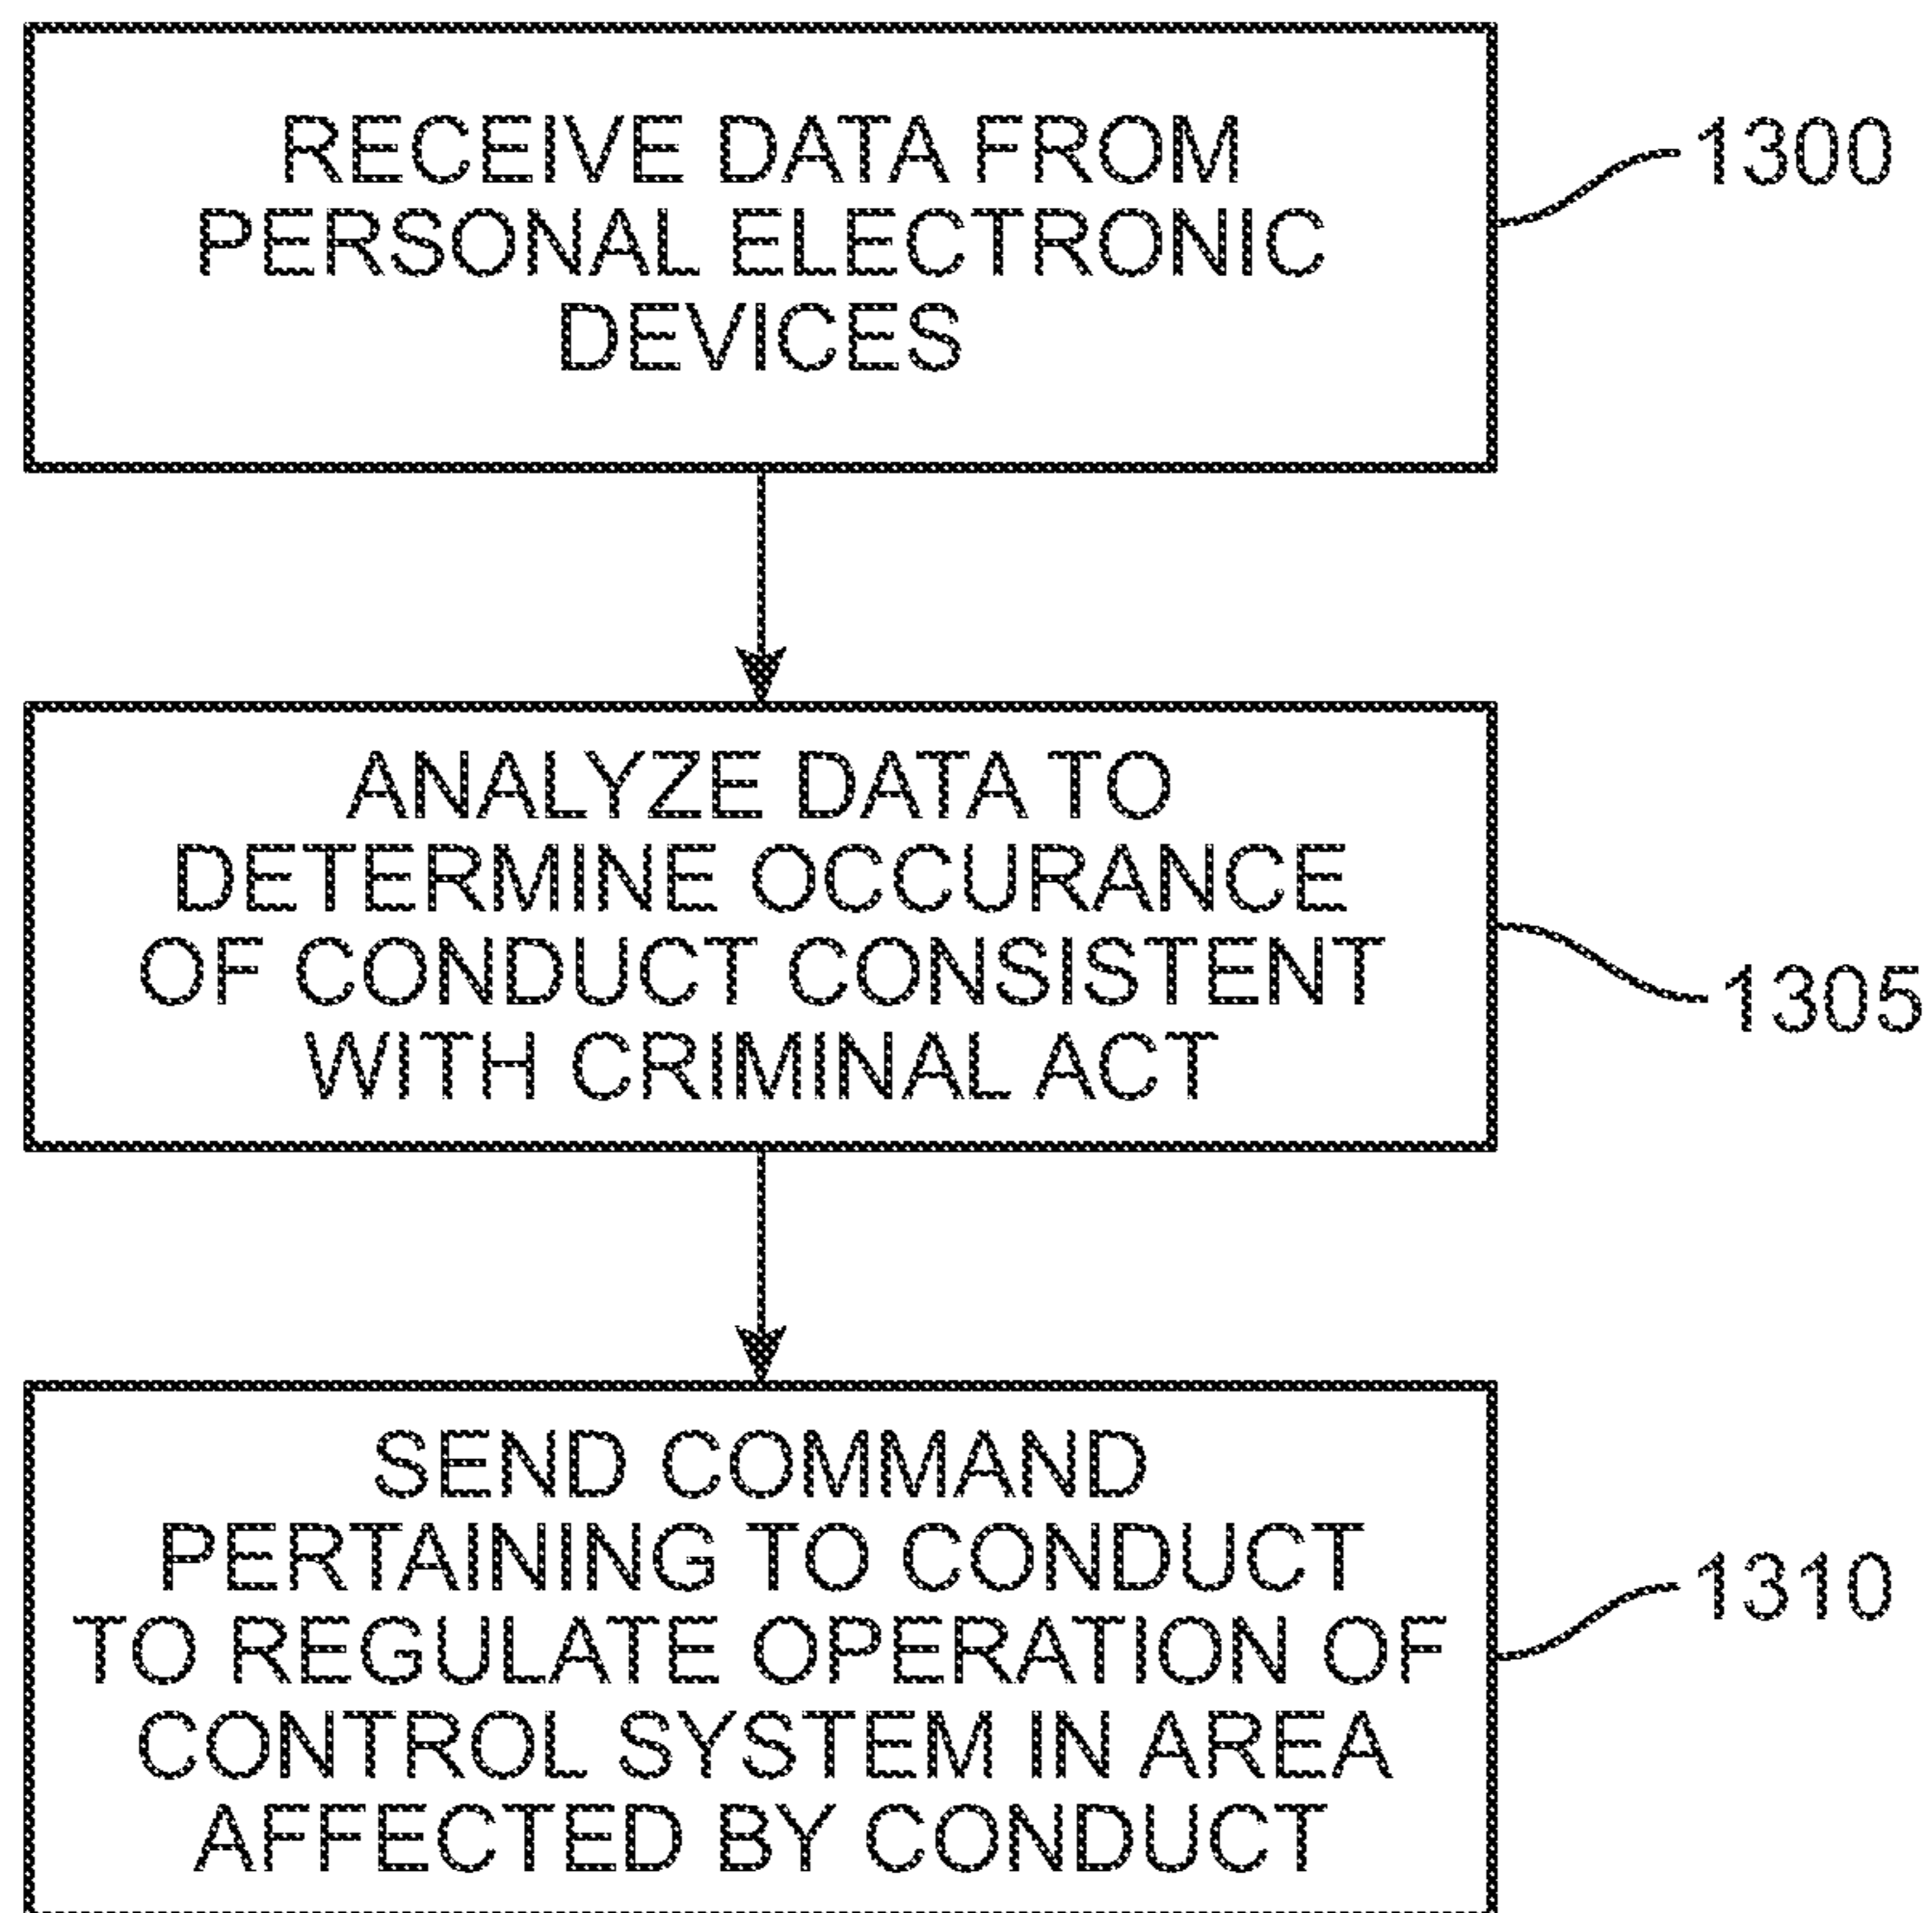 RECEIVE DATA FROM
PERSONAL ELECTRONIC
DEVICES
1300
ANALYZE DATA TO
DETERMINE OCCURANCE
OF CONDUCT CONSISTENT
WITH CRIMINAL ACT
1305
SEND COMMAND
PERTAINING TO CONDUCT
TO REGULATE OPERATION OF
CONTROL SYSTEM IN AREA
AFFECTED BY CONDUCT
1310